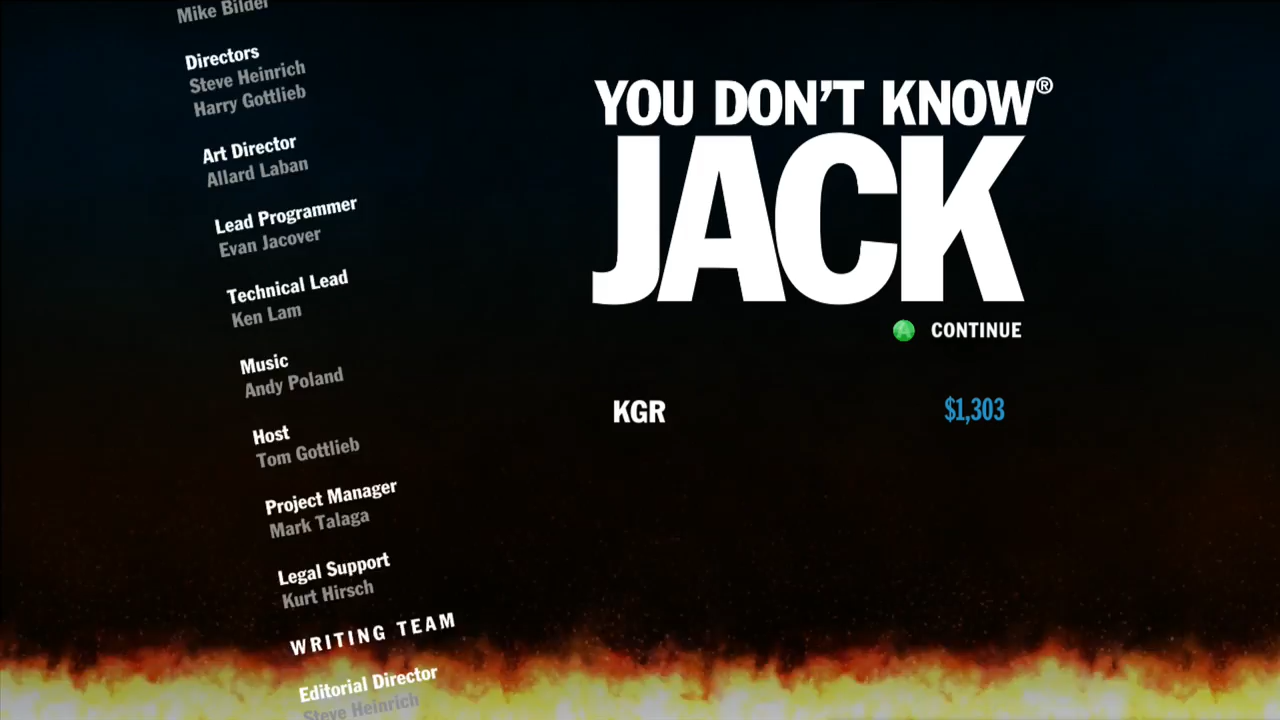 Mike Bilder
Directors
Steve Heinrich
Harry Gottlieb
Art Director
Allard Laban
Lead Programmer
Evan Jacover
Technical Lead
Ken Lam
Music
Andy Poland
Host
Tom Gottlieb
Project Manager
Mark Talaga
Legal Support
Kurt Hirsch
WRITING TEAM
Editorial Director
Steve Heinrich
YOU DON'T KNOW®
JACK
A CONTINUE
KGR $1,303